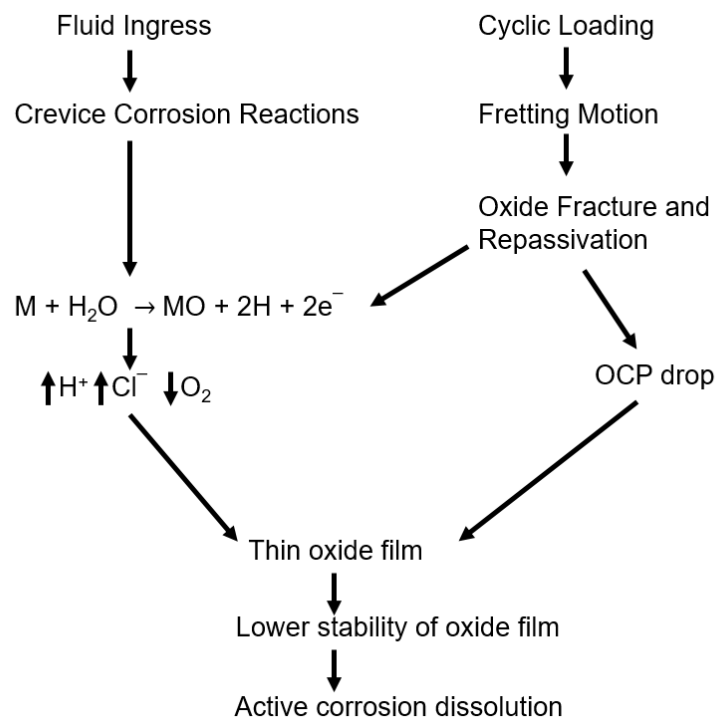 Fluid Ingress
Cyclic Loading
Crevice Corrosion Reactions
Fretting Motion
Oxide Fracture and
Repassivation
M + H₂O → MO + 2H + 2e⁻
OCP drop
↑H⁺ ↑Cl⁻ ↓O₂
Thin oxide film
Lower stability of oxide film
Active corrosion dissolution